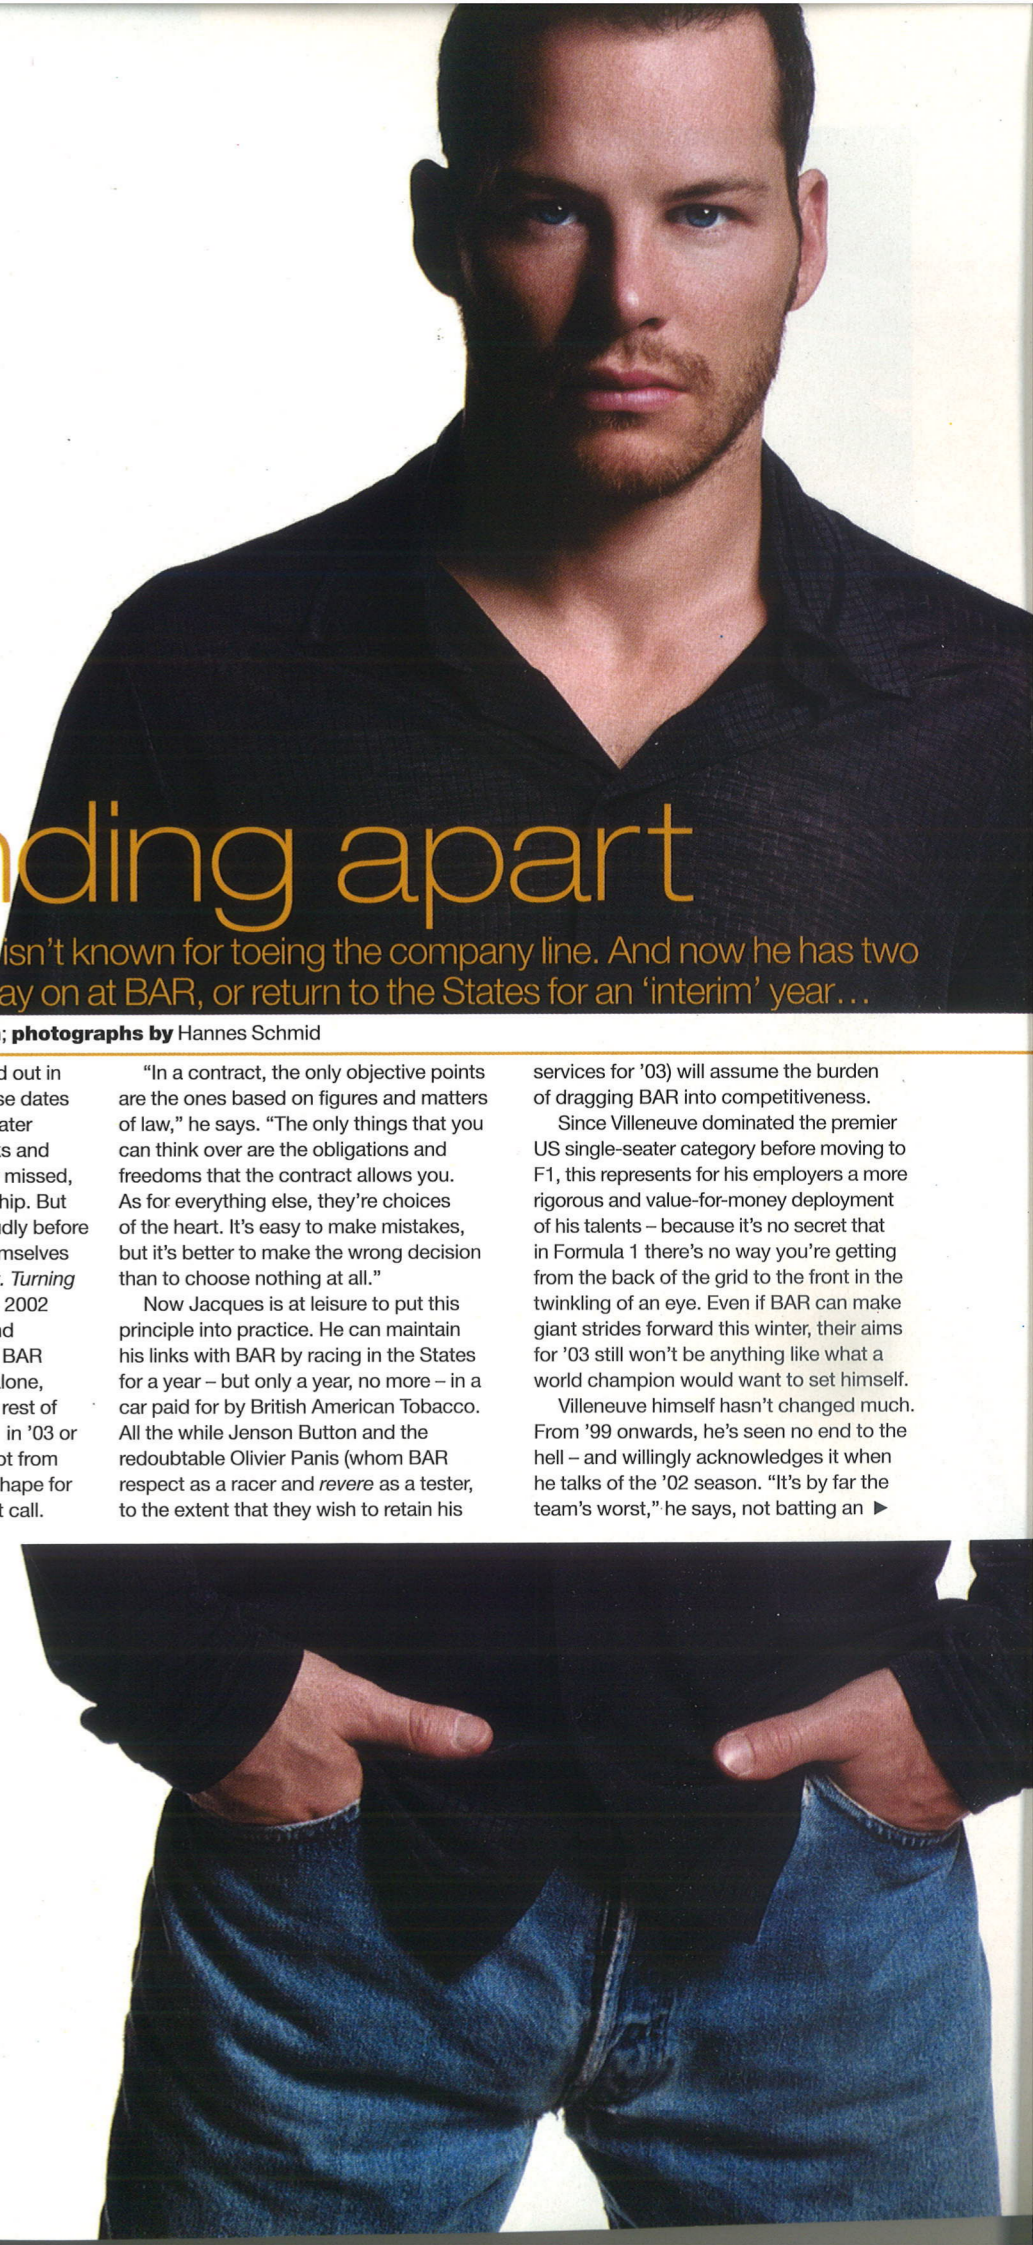 nding apart
isn't known for toeing the company line. And now he has two
ay on at BAR, or return to the States for an 'interim' year...
; photographs by Hannes Schmid
d out in
se dates
ater
s and
missed,
hip. But
dly before
mselves
. Turning
2002
nd
BAR
lone,
rest of
in '03 or
ot from
hape for
t call.
"In a contract, the only objective points
are the ones based on figures and matters
of law," he says. "The only things that you
can think over are the obligations and
freedoms that the contract allows you.
As for everything else, they're choices
of the heart. It's easy to make mistakes,
but it's better to make the wrong decision
than to choose nothing at all."
Now Jacques is at leisure to put this
principle into practice. He can maintain
his links with BAR by racing in the States
for a year – but only a year, no more – in a
car paid for by British American Tobacco.
All the while Jenson Button and the
redoubtable Olivier Panis (whom BAR
respect as a racer and revere as a tester,
to the extent that they wish to retain his
services for '03) will assume the burden
of dragging BAR into competitiveness.
Since Villeneuve dominated the premier
US single-seater category before moving to
F1, this represents for his employers a more
rigorous and value-for-money deployment
of his talents – because it's no secret that
in Formula 1 there's no way you're getting
from the back of the grid to the front in the
twinkling of an eye. Even if BAR can make
giant strides forward this winter, their aims
for '03 still won't be anything like what a
world champion would want to set himself.
Villeneuve himself hasn't changed much.
From '99 onwards, he's seen no end to the
hell – and willingly acknowledges it when
he talks of the '02 season. "It's by far the
team's worst," he says, not batting an ▶